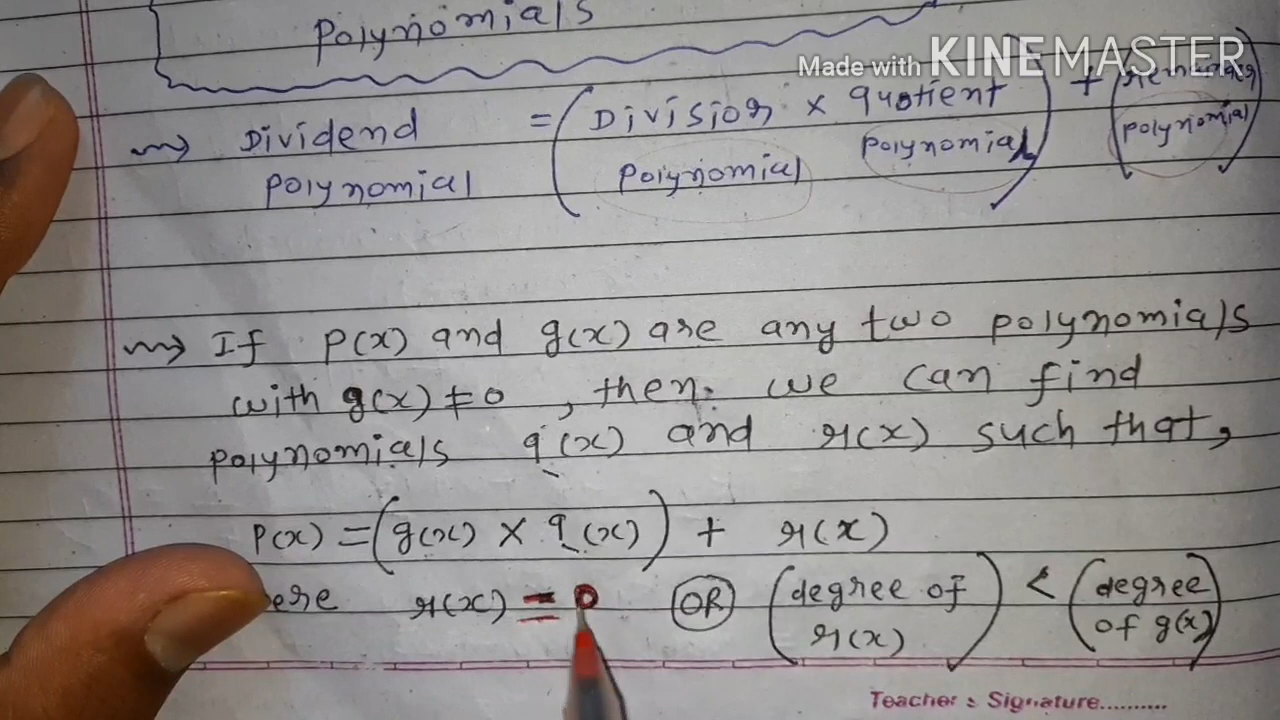 Polynomials
Made with KINEMASTER
Dividend = (Division × quotient) + (remainder
polynomial polynomial polynomial polynomial)
If P(x) and g(x) are any two polynomials
with g(x) ≠ 0 , then. we can find
polynomials q(x) and r(x) such that,
P(x) = (g(x) × q(x)) + r(x)
ere r(x) = 0 OR (degree of r(x)) < (degree of g(x))
Teacher : Signature..........